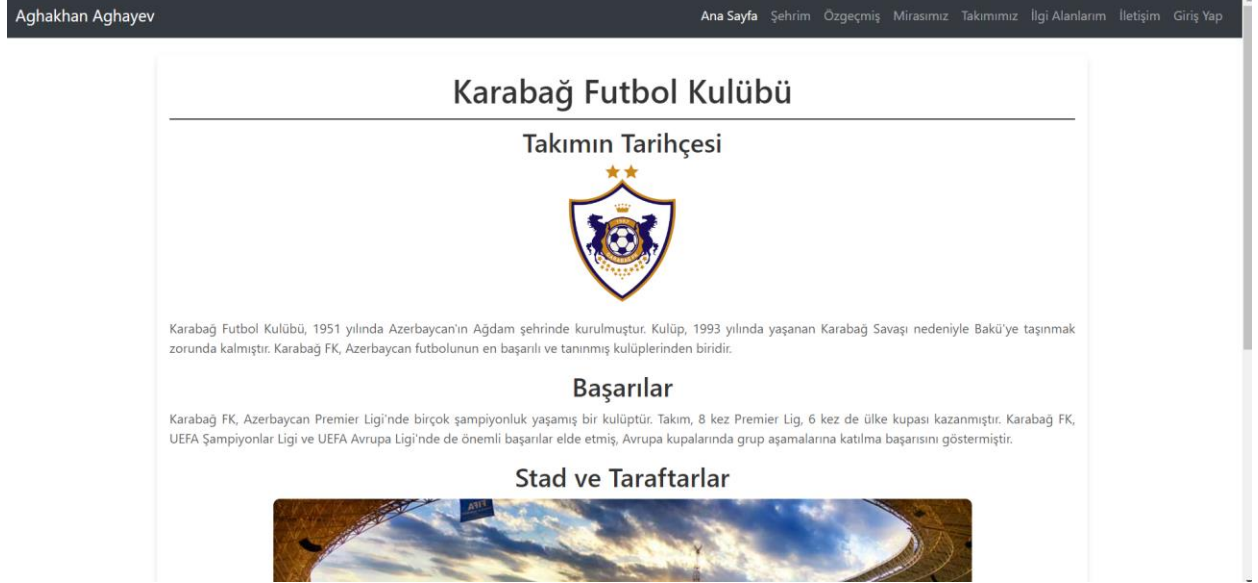 Aghakhan Aghayev
Ana Sayfa Şehrim Özgeçmiş Mirasımız Takımımız İlgi Alanlarım İletişim Giriş Yap
Karabağ Futbol Kulübü
Takımın Tarihçesi
Karabağ Futbol Kulübü, 1951 yılında Azerbaycan'ın Ağdam şehrinde kurulmuştur. Kulüp, 1993 yılında yaşanan Karabağ Savaşı nedeniyle Bakü'ye taşınmak
zorunda kalmıştır. Karabağ FK, Azerbaycan futbolunun en başarılı ve tanınmış kulüplerinden biridir.
Başarılar
Karabağ FK, Azerbaycan Premier Ligi'nde birçok şampiyonluk yaşamış bir kulüptür. Takım, 8 kez Premier Lig, 6 kez de ülke kupası kazanmıştır. Karabağ FK,
UEFA Şampiyonlar Ligi ve UEFA Avrupa Ligi'nde de önemli başarılar elde etmiş, Avrupa kupalarında grup aşamalarına katılma başarısını göstermiştir.
Stad ve Taraftarlar